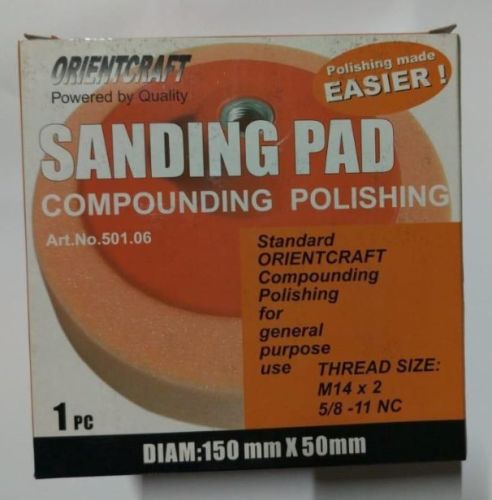 ORIENTCRAFT
Powered by Quality
Polishing made
EASIER !
SANDING PAD
COMPOUNDING POLISHING
Art.No.501.06
Standard
ORIENTCRAFT
Compounding
Polishing
for
general
purpose
use
THREAD SIZE:
M14 x 2
5/8 -11 NC
1 PC
DIAM:150 mm X 50mm